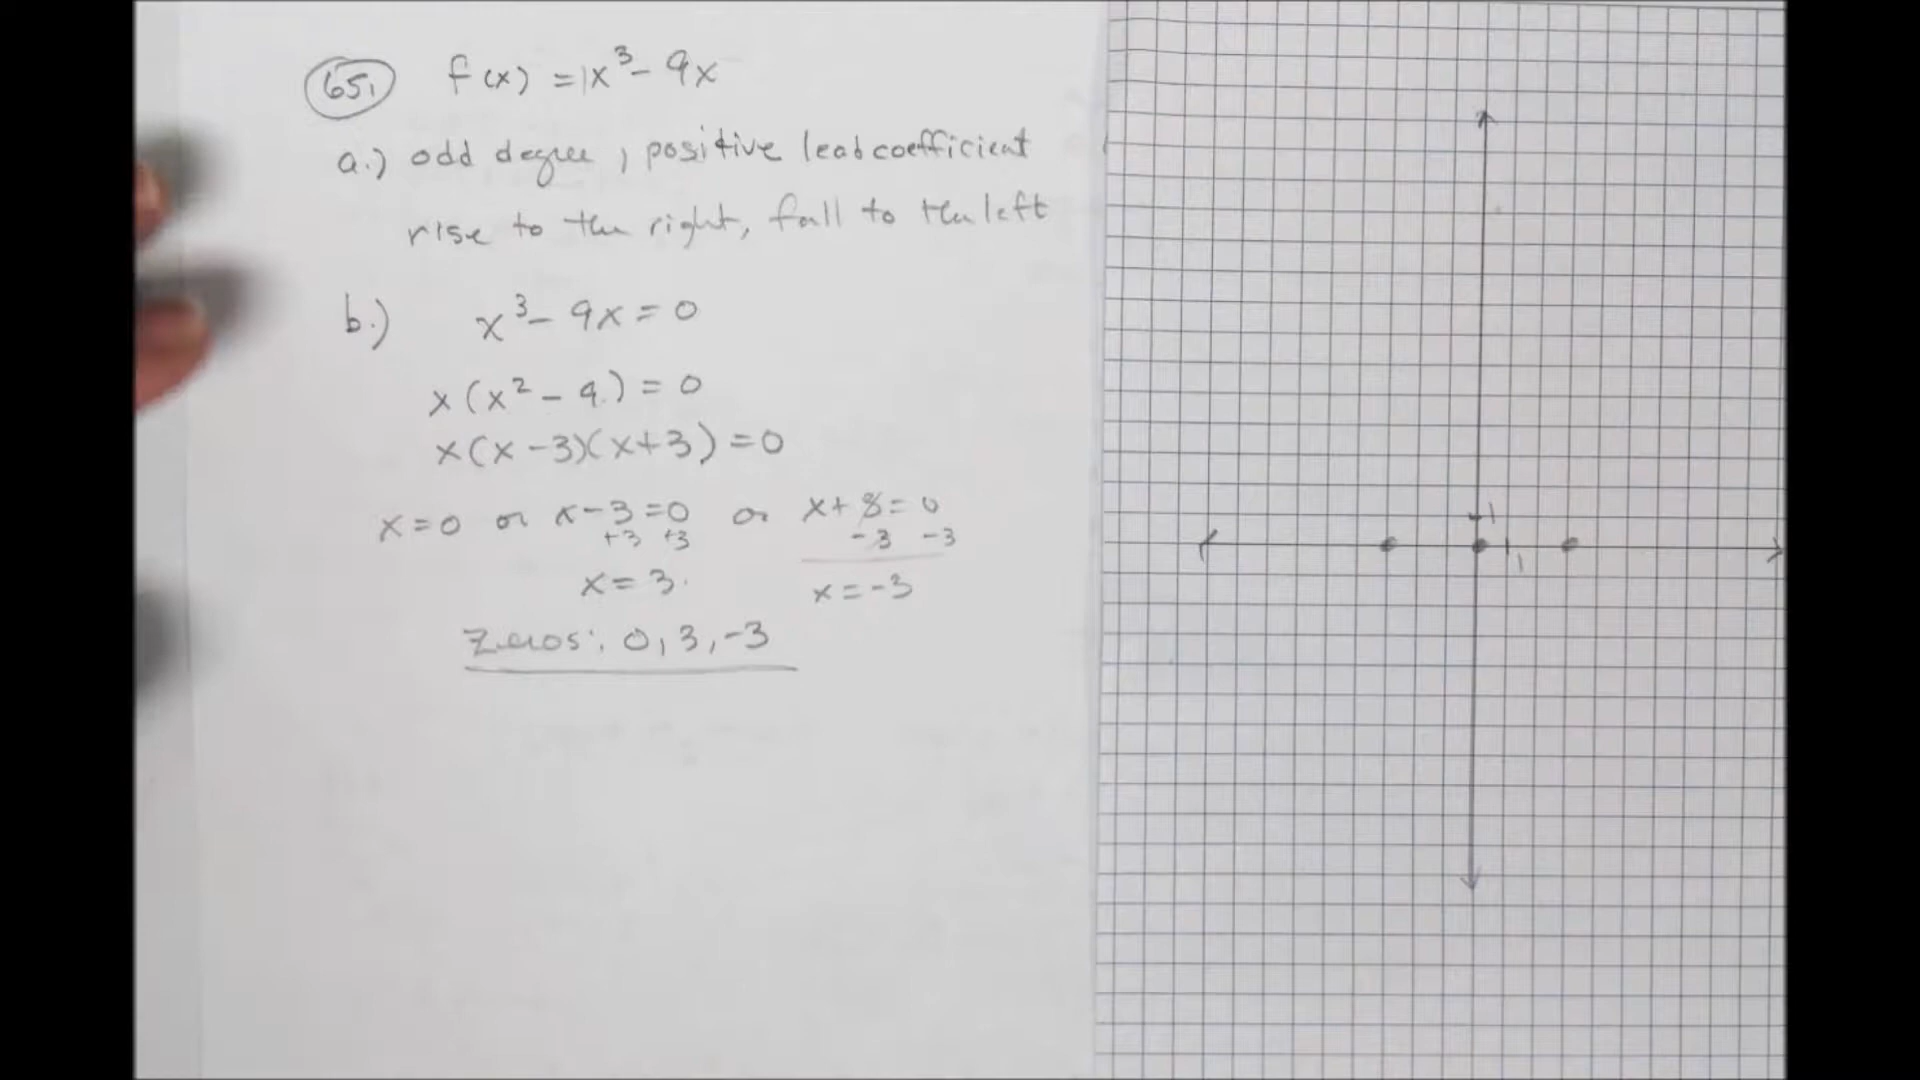 65. f(x) = 1x³ - 9x
a.) odd degree, positive lead coefficient
rise to the right, fall to the left
b.) x³ - 9x = 0
x(x² - 9) = 0
x(x - 3)(x + 3) = 0
x = 0 or x - 3 = 0 or x + 3 = 0
+3 +3 -3 -3
x = 3 x = -3
Zeros: 0, 3, -3
1
1